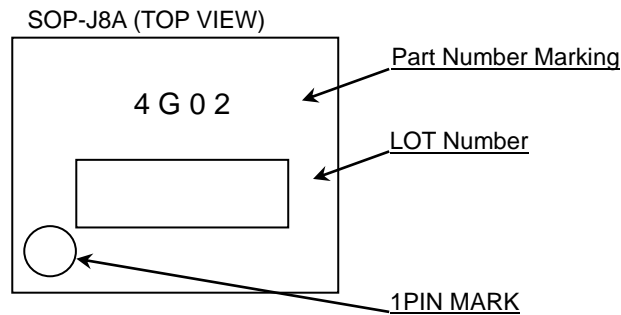 SOP-J8A (TOP VIEW)
Part Number Marking
4 G 0 2
LOT Number
1PIN MARK